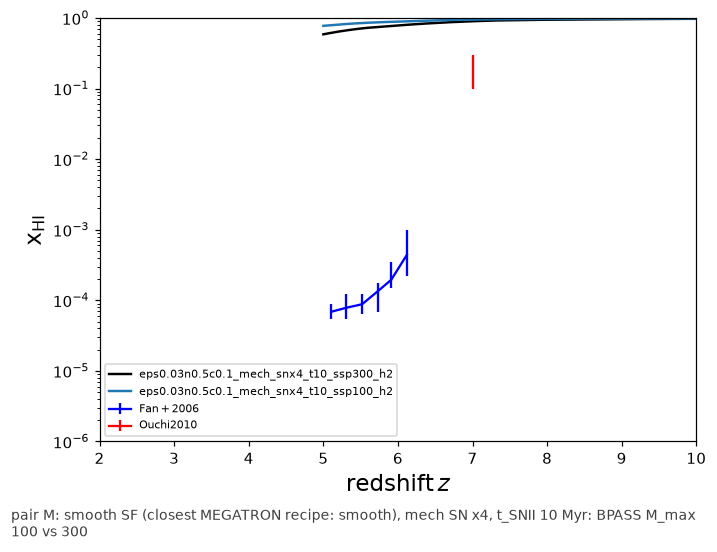 10⁰
10⁻¹
10⁻²
10⁻³
10⁻⁴
10⁻⁵
10⁻⁶
x_HI
eps0.03n0.5c0.1_mech_snx4_t10_ssp300_h2
eps0.03n0.5c0.1_mech_snx4_t10_ssp100_h2
Fan+2006
Ouchi2010
2 3 4 5 6 7 8 9 10
redshift z
pair M: smooth SF (closest MEGATRON recipe: smooth), mech SN x4, t_SNII 10 Myr: BPASS M_max
100 vs 300